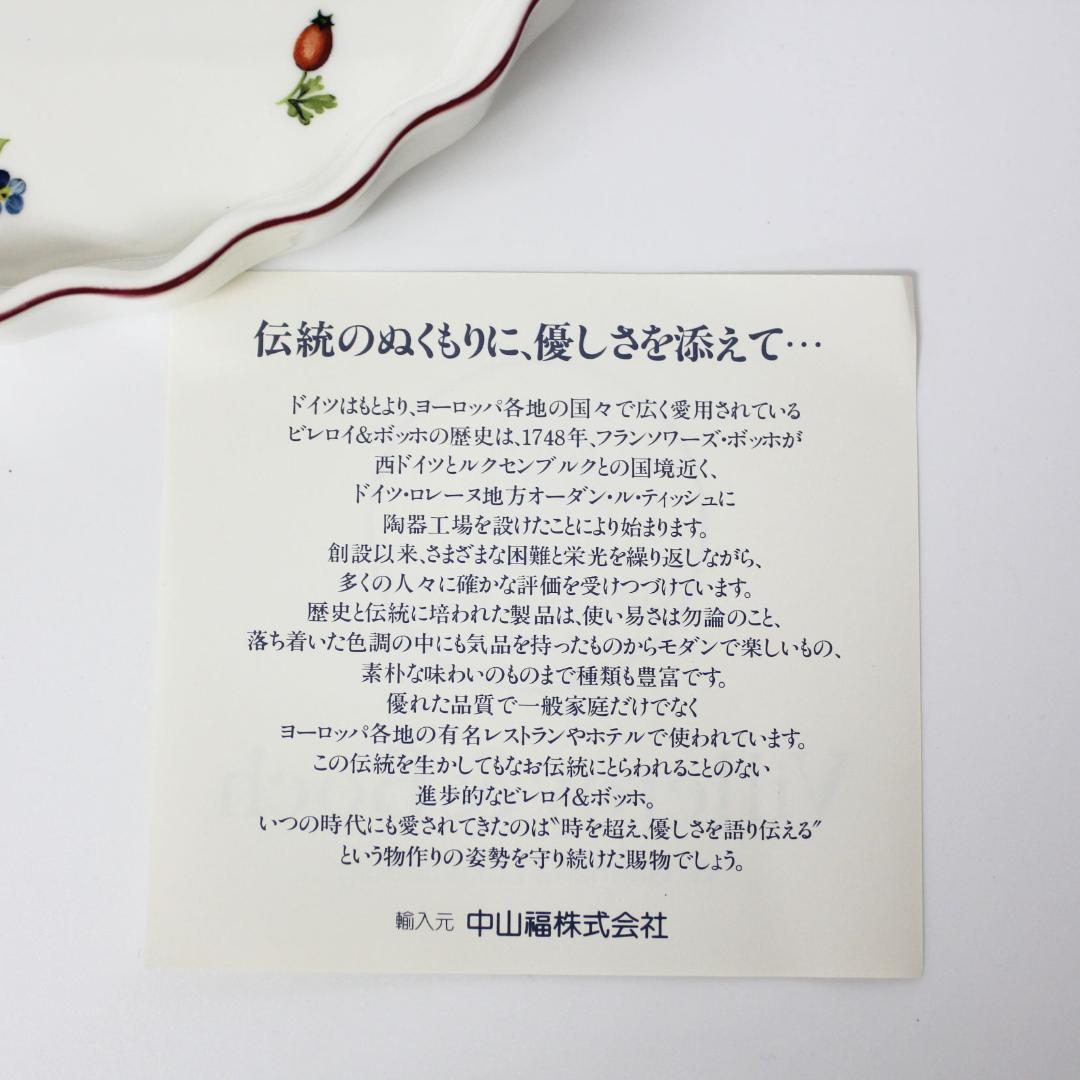 伝統のぬくもりに、優しさを添えて…
ドイツはもとより、ヨーロッパ各地の国々で広く愛用されている
ビレロイ&ボッホの歴史は、1748年、フランソワーズ・ボッホが
西ドイツとルクセンブルクとの国境近く、
ドイツ・ロレーヌ地方オーダン・ル・ティッシュに
陶器工場を設けたことにより始まります。
創設以来、さまざまな困難と栄光を繰り返しながら、
多くの人々に確かな評価を受けつづけています。
歴史と伝統に培われた製品は、使い易さは勿論のこと、
落ち着いた色調の中にも気品を持ったものからモダンで楽しいもの、
素朴な味わいのものまで種類も豊富です。
優れた品質で一般家庭だけでなく
ヨーロッパ各地の有名レストランやホテルで使われています。
この伝統を生かしてもなお伝統にとらわれることのない
進歩的なビレロイ&ボッホ。
いつの時代にも愛されてきたのは〝時を超え、優しさを語り伝える〟
という物作りの姿勢を守り続けた賜物でしょう。
輸入元 中山福株式会社